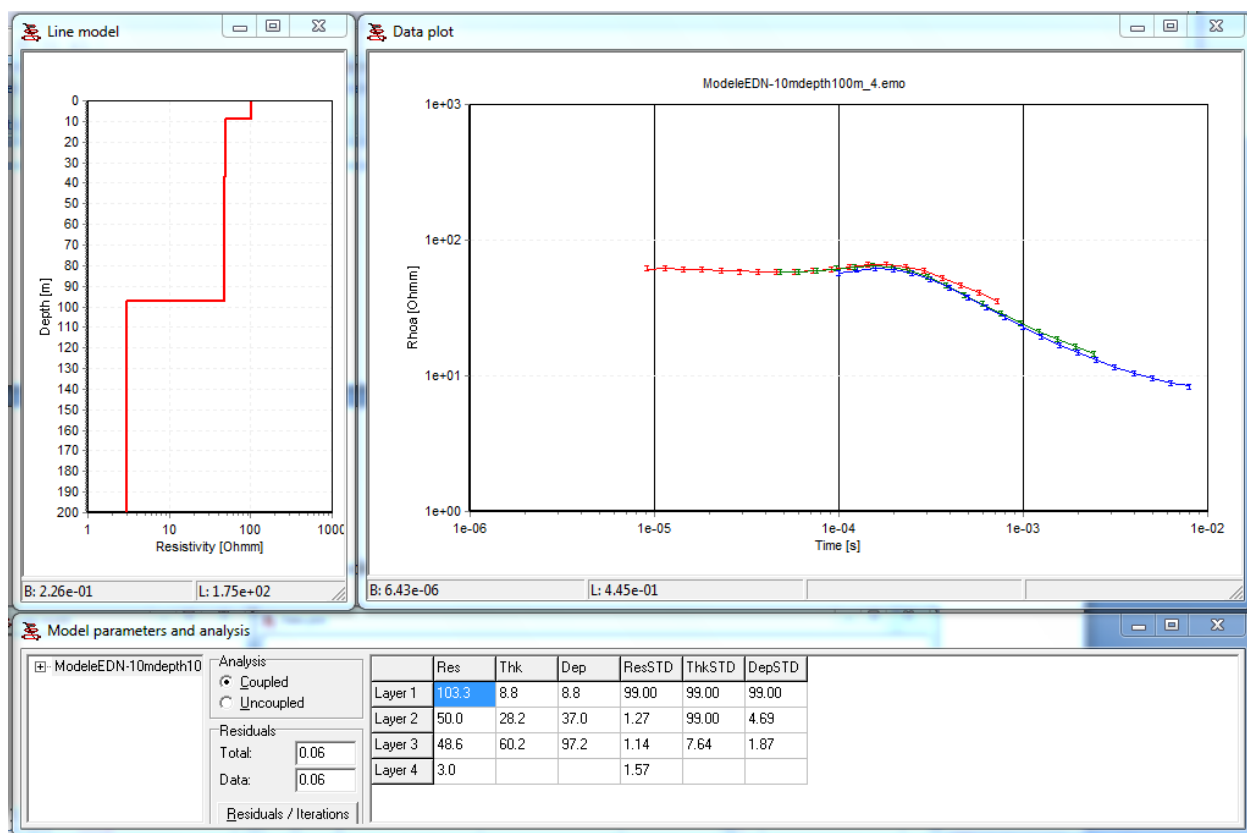 Line model
0
10
20
30
40
50
60
70
80
90
100
110
120
130
140
150
160
170
180
190
200
Depth [m]
1 10 100 1000
Resistivity [Ohmm]
B: 2.26e-01 L: 1.75e+02
Data plot
ModeleEDN-10mdepth100m_4.emo
1e+03
1e+02
1e+01
1e+00
Rhoa [Ohmm]
1e-06 1e-05 1e-04 1e-03 1e-02
Time [s]
B: 6.43e-06 L: 4.45e-01
Model parameters and analysis
ModeleEDN-10mdepth10
Analysis
Coupled
Uncoupled
Residuals
Total: 0.06
Data: 0.06
Residuals / Iterations
Res Thk Dep ResSTD ThkSTD DepSTD
Layer 1 103.3 8.8 8.8 99.00 99.00 99.00
Layer 2 50.0 28.2 37.0 1.27 99.00 4.69
Layer 3 48.6 60.2 97.2 1.14 7.64 1.87
Layer 4 3.0 1.57